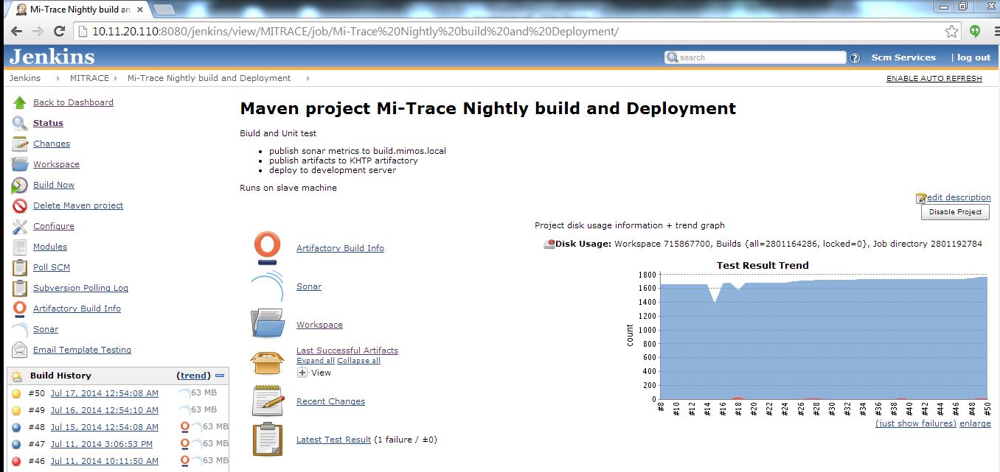 Mi-Trace Nightly build an
10.11.20.110:8080/jenkins/view/MITRACE/job/Mi-Trace%20Nightly%20build%20and%20Deployment/
Jenkins
search
? Scm Services | log out
Jenkins MITRACE Mi-Trace Nightly build and Deployment
ENABLE AUTO REFRESH
Back to Dashboard
Status
Changes
Workspace
Build Now
Delete Maven project
Configure
Modules
Poll SCM
Subversion Polling Log
Artifactory Build Info
Sonar
Email Template Testing
Build History (trend)
#50 Jul 17, 2014 12:54:08 AM 63 MB
#49 Jul 16, 2014 12:54:10 AM 63 MB
#48 Jul 15, 2014 12:54:08 AM 63 MB
#47 Jul 11, 2014 3:06:53 PM 63 MB
#46 Jul 11, 2014 10:11:50 AM 63 MB
Maven project Mi-Trace Nightly build and Deployment
Biuld and Unit test
publish sonar metrics to build.mimos.local
publish artifacts to KHTP artifactory
deploy to development server
Runs on slave machine
edit description
Disable Project
Artifactory Build Info
Sonar
Workspace
Last Successful Artifacts
Expand all Collapse all
View
Recent Changes
Latest Test Result (1 failure / ±0)
Project disk usage information + trend graph
Disk Usage: Workspace 715867700, Builds {all=2801164286, locked=0}, Job directory 2801192784
Test Result Trend
count
1800
1600
1400
1200
1000
800
600
400
200
0
#8 #10 #12 #14 #16 #18 #20 #22 #24 #26 #28 #30 #32 #34 #36 #38 #40 #42 #44 #46 #48 #50
(just show failures) enlarge